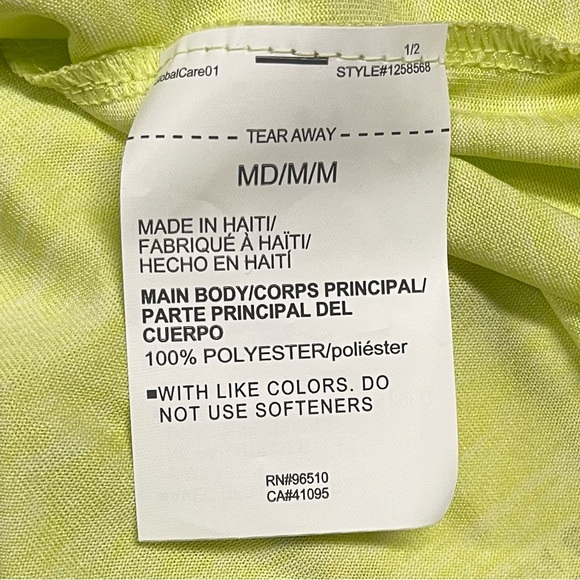 1/2
obalCare01
STYLE#1258568
TEAR AWAY
MD/M/M
MADE IN HAITI/
FABRIQUÉ À HAÏTI/
HECHO EN HAITÍ
MAIN BODY/CORPS PRINCIPAL/
PARTE PRINCIPAL DEL
CUERPO
100% POLYESTER/poliéster
■WITH LIKE COLORS. DO
NOT USE SOFTENERS
RN#96510
CA#41095